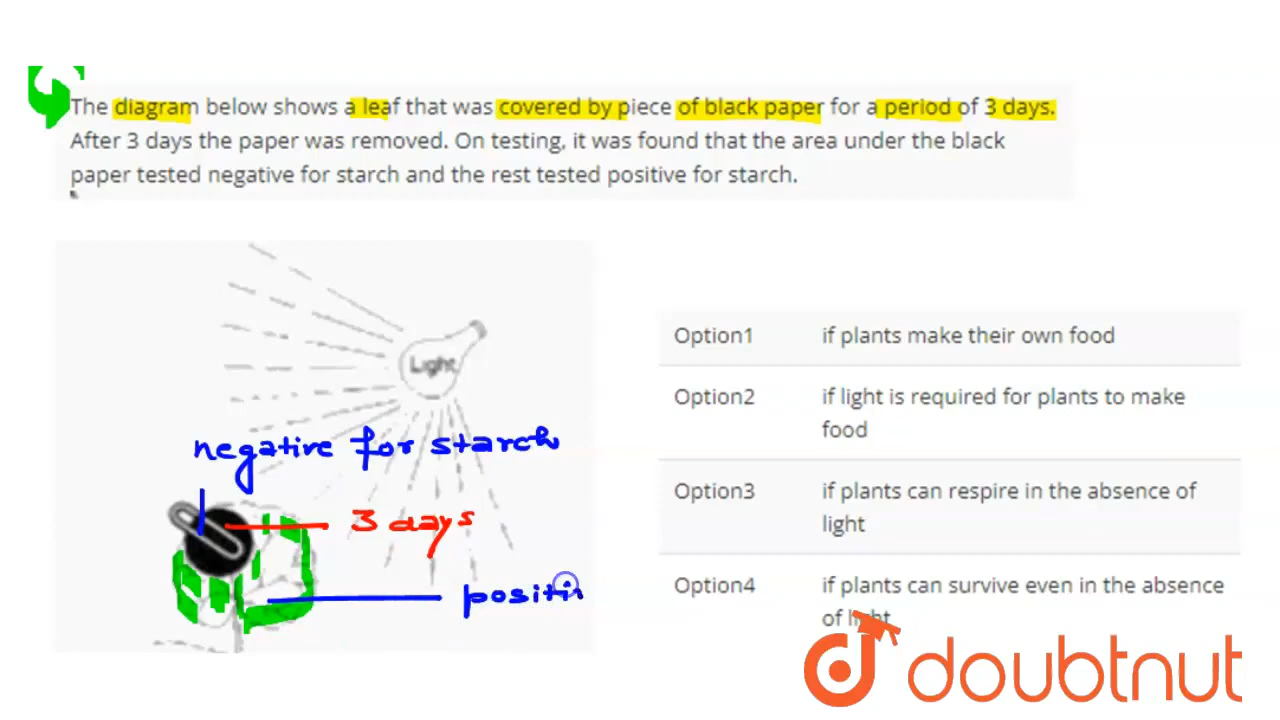 The diagram below shows a leaf that was covered by piece of black paper for a period of 3 days.
After 3 days the paper was removed. On testing, it was found that the area under the black
paper tested negative for starch and the rest tested positive for starch.
Light
negative for starch
3 days
Option1 if plants make their own food
Option2 if light is required for plants to make
food
Option3 if plants can respire in the absence of
light
Option4 if plants can survive even in the absence
of light
doubtnut